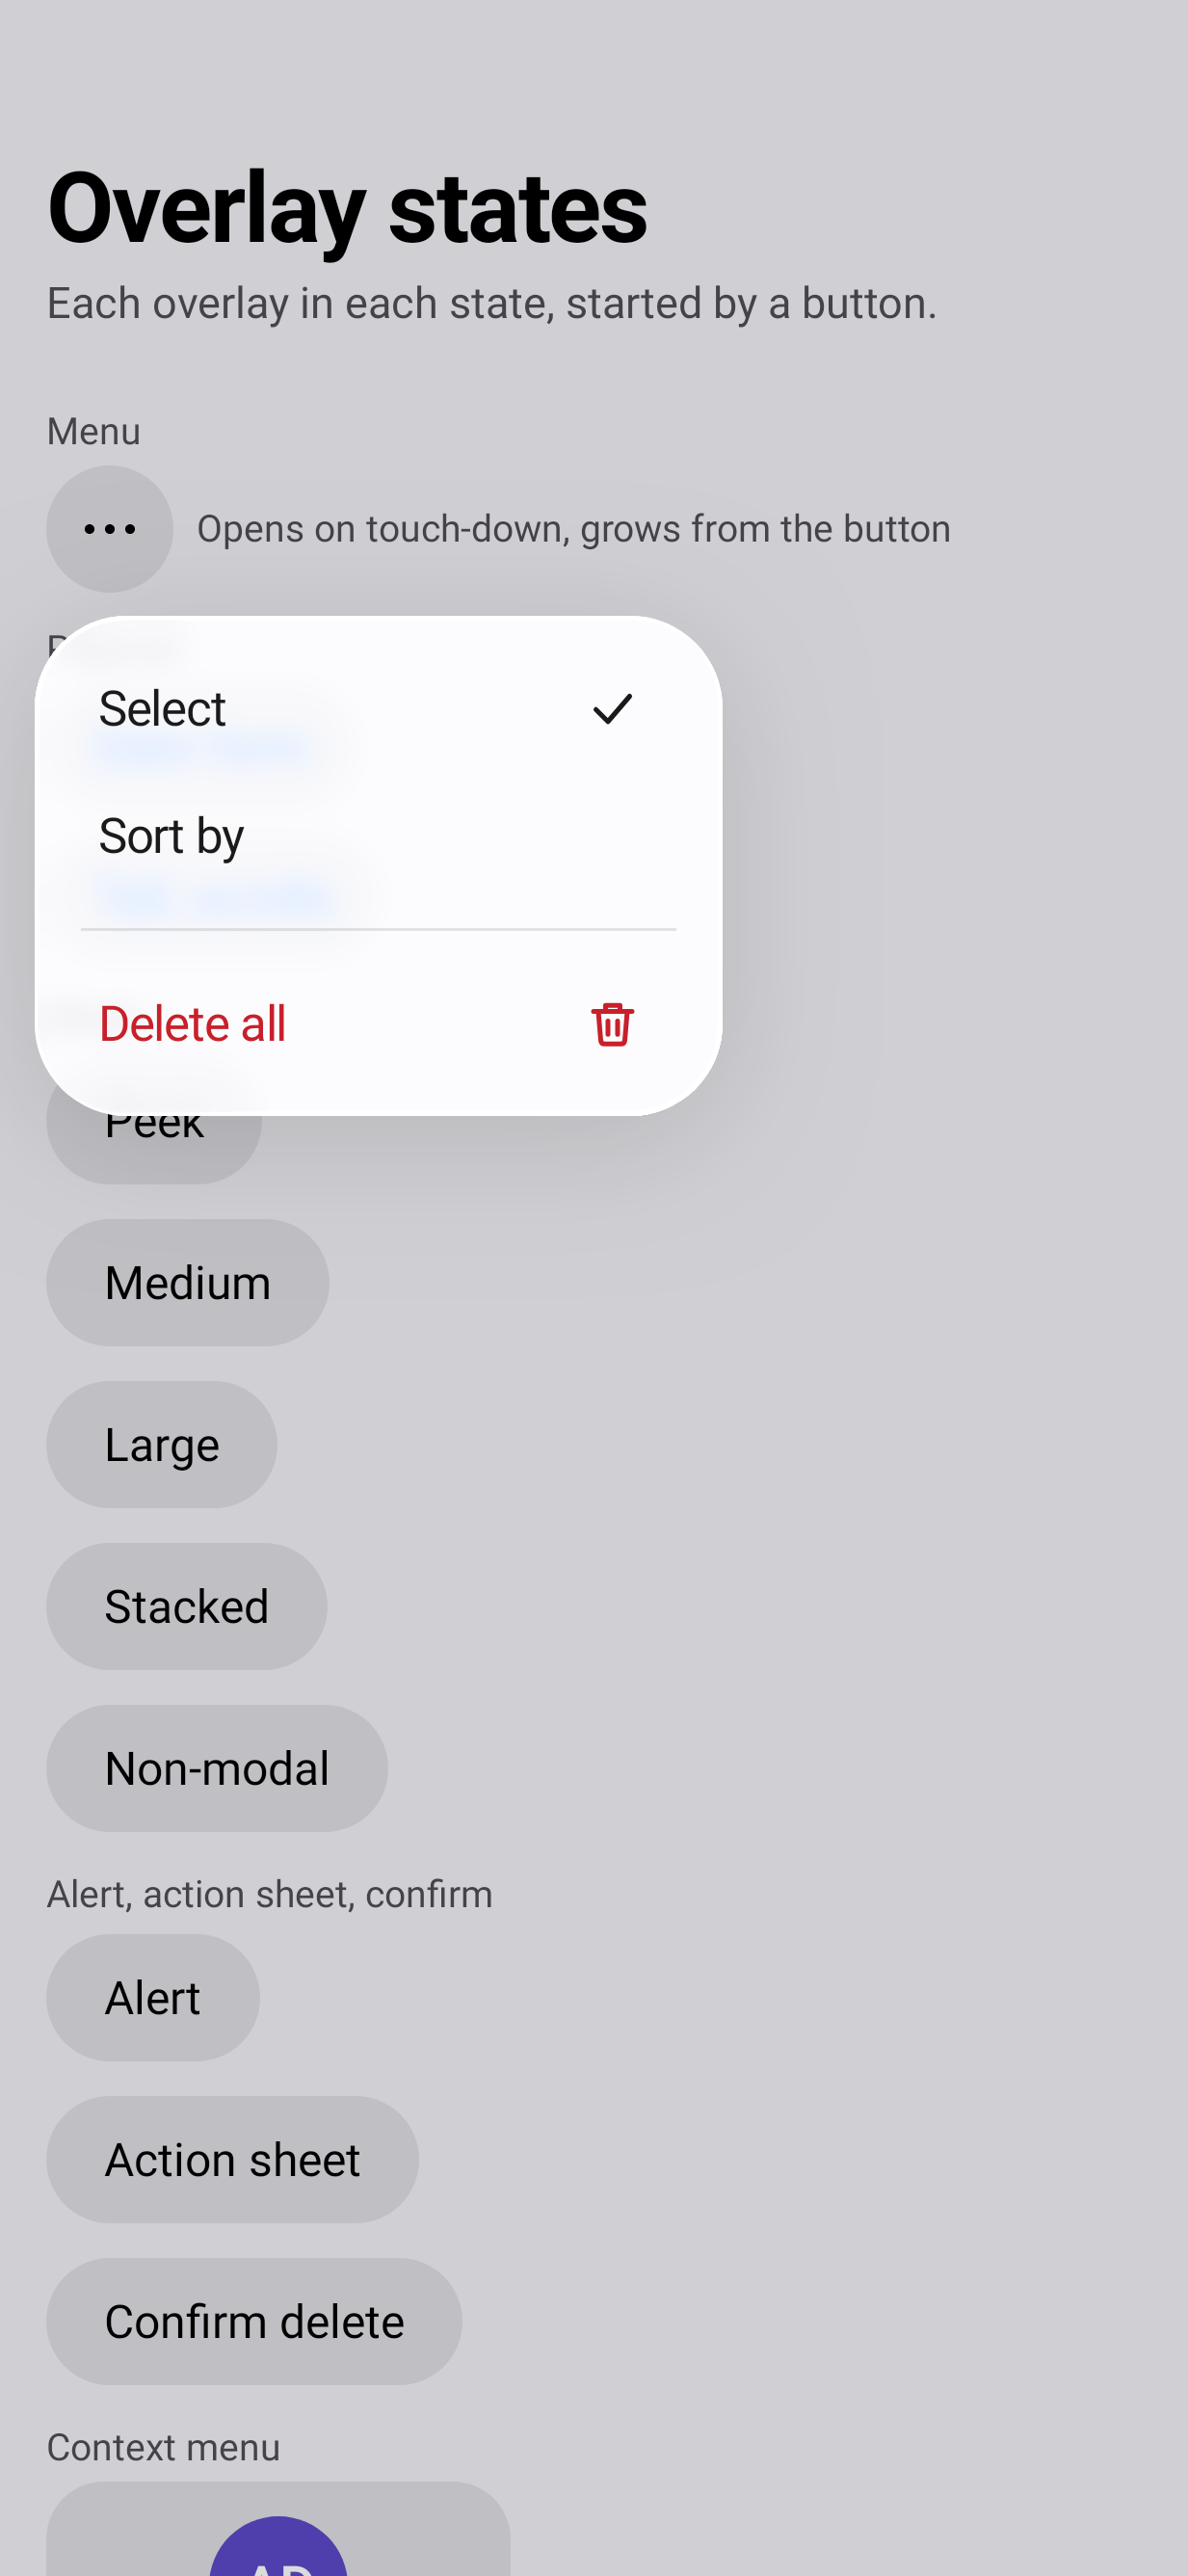 Overlay states
Each overlay in each state, started by a button.
Menu
Opens on touch-down, grows from the button
Select
Sort by
Delete all
Peek
Medium
Large
Stacked
Non-modal
Alert, action sheet, confirm
Alert
Action sheet
Confirm delete
Context menu